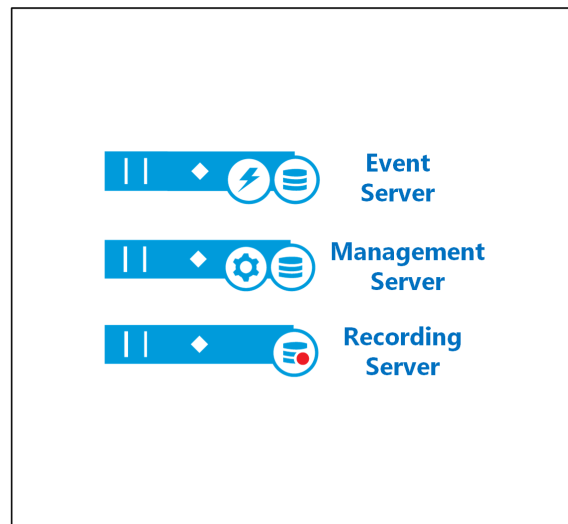 Event
Server
Management
Server
Recording
Server